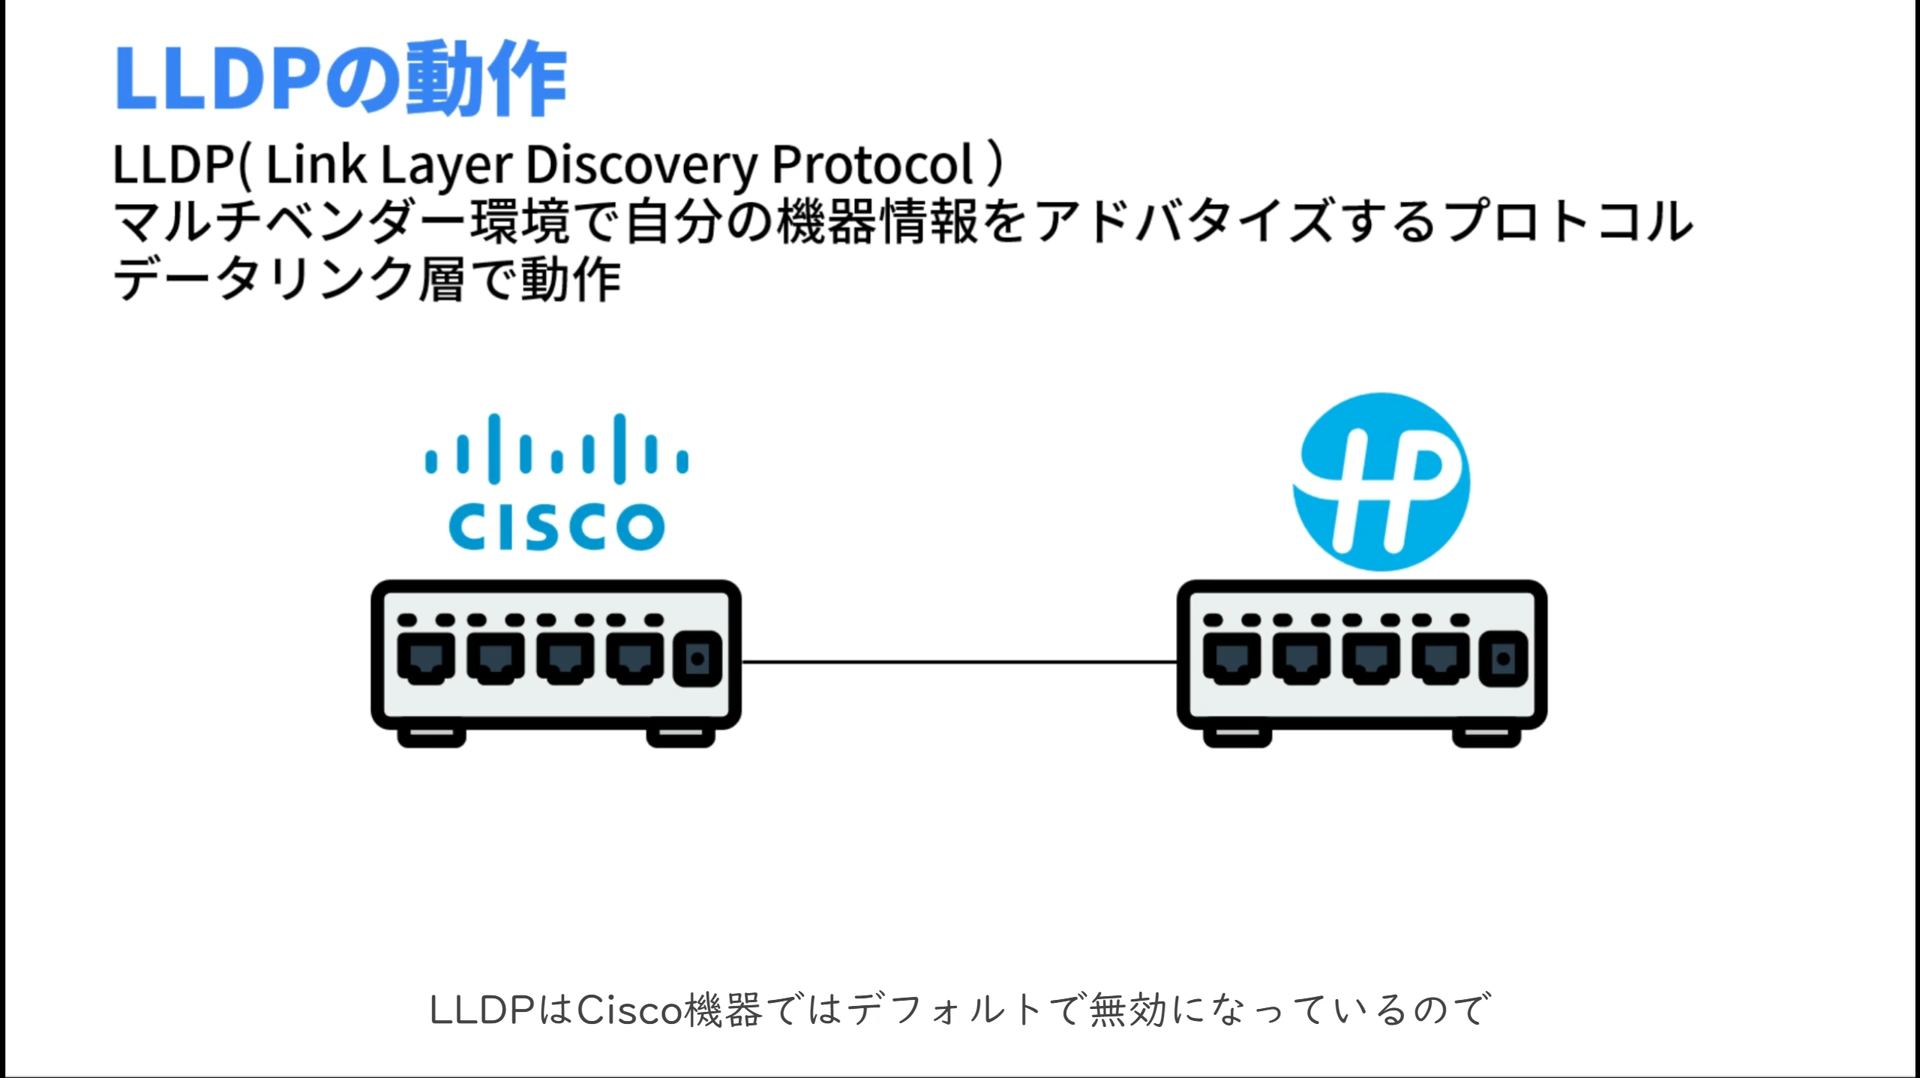 LLDPの動作
LLDP( Link Layer Discovery Protocol )
マルチベンダー環境で自分の機器情報をアドバタイズするプロトコル
データリンク層で動作
CISCO
HP
LLDPはCisco機器ではデフォルトで無効になっているので